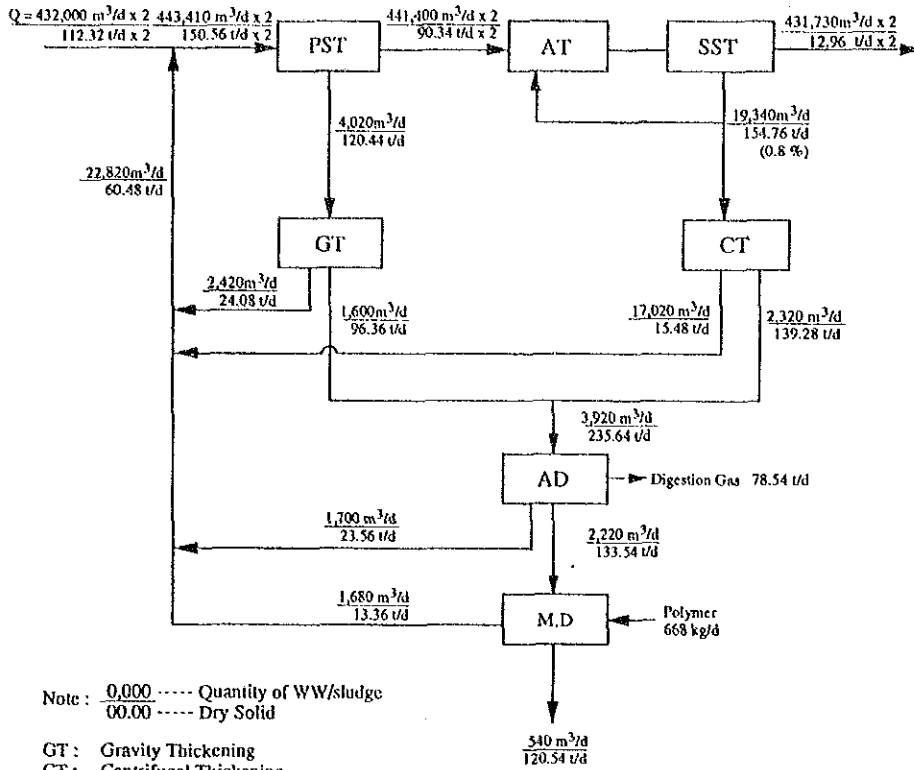 Q = 432,000 m³/d x 2
112.32 t/d x 2
443,410 m³/d x 2
150.56 t/d x 2
PST
441,400 m³/d x 2
90.34 t/d x 2
AT
SST
431,730m³/d x 2
12.96 t/d x 2
4,020m³/d
120.44 t/d
19,340m³/d
154.76 t/d
(0.8 %)
22,820m³/d
60.48 t/d
GT
CT
2,420m³/d
24.08 t/d
1,600m³/d
96.36 t/d
17,020 m³/d
15.48 t/d
2,320 m³/d
139.28 t/d
3,920 m³/d
235.64 t/d
AD
Digestion Gas 78.54 t/d
1,700 m³/d
23.56 t/d
2,220 m³/d
133.54 t/d
1,680 m³/d
13.36 t/d
M.D
Polymer
668 kg/d
Note : 0,000 ----- Quantity of WW/sludge
00.00 ----- Dry Solid
540 m³/d
120.54 t/d
GT : Gravity Thickening